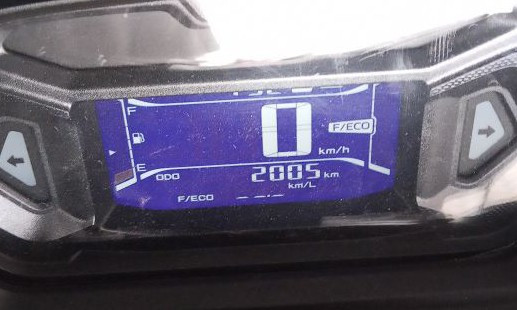 F
0
F/ECO
km/h
E
ODO 2005 km
km/L
F/ECO -- --.-